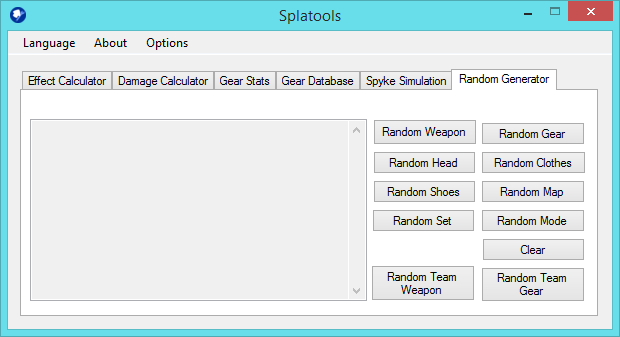 Splatools
Language About Options
Effect Calculator Damage Calculator Gear Stats Gear Database Spyke Simulation Random Generator
Random Weapon Random Gear
Random Head Random Clothes
Random Shoes Random Map
Random Set Random Mode
Clear
Random Team
Weapon
Random Team
Gear